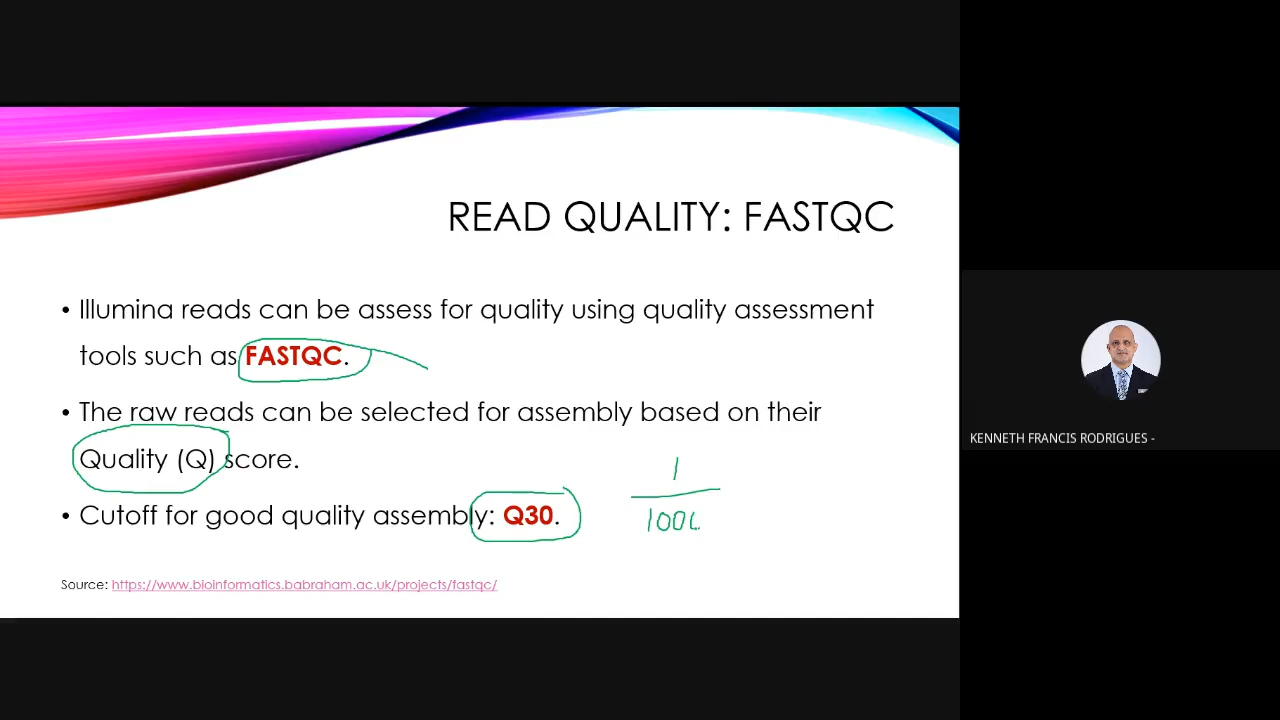 READ QUALITY: FASTQC
• Illumina reads can be assess for quality using quality assessment
tools such as FASTQC.
• The raw reads can be selected for assembly based on their
Quality (Q) score.
• Cutoff for good quality assembly: Q30.
1
100
Source: https://www.bioinformatics.babraham.ac.uk/projects/fastqc/
KENNETH FRANCIS RODRIGUES -